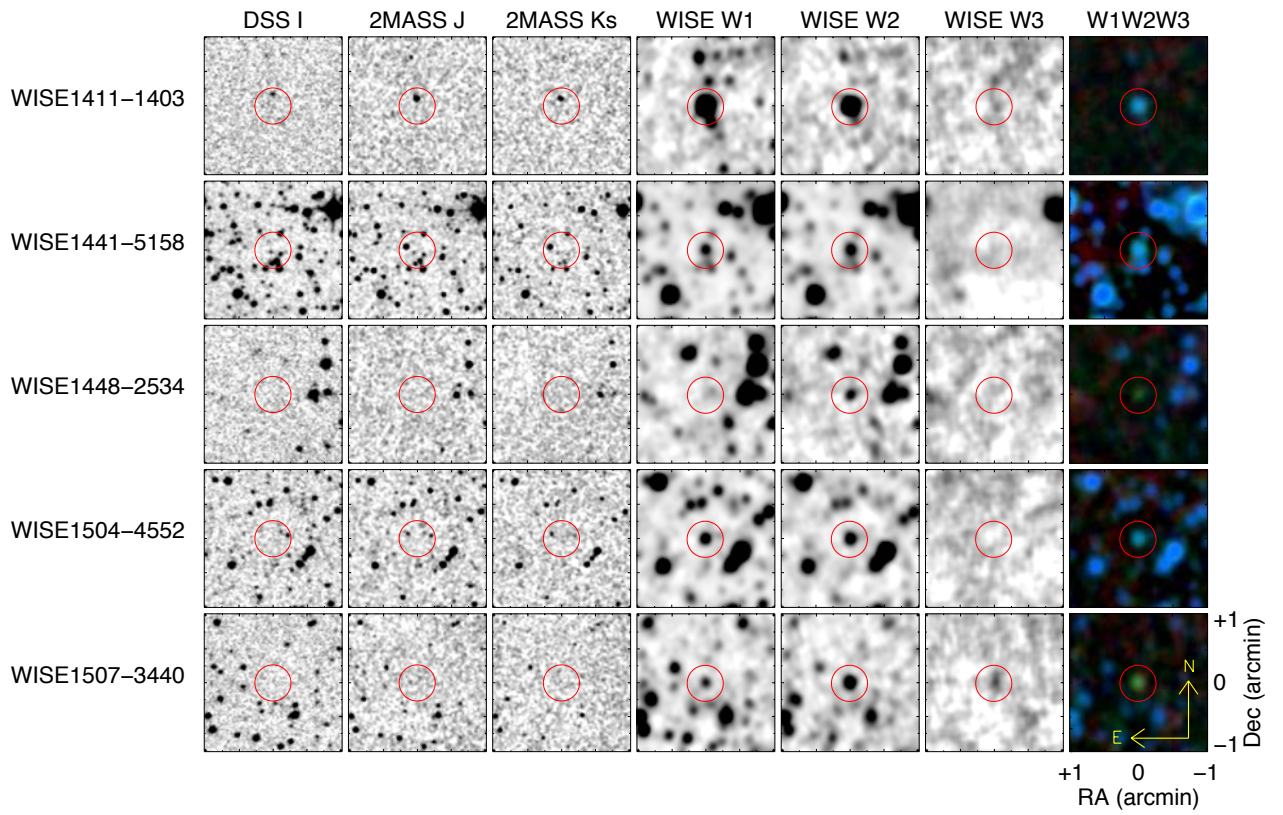 DSS I 2MASS J 2MASS Ks WISE W1 WISE W2 WISE W3 W1W2W3
WISE1411−1403
WISE1441−5158
WISE1448−2534
WISE1504−4552
WISE1507−3440
+1
N
0
Dec (arcmin)
E
−1
+1 0 −1
RA (arcmin)